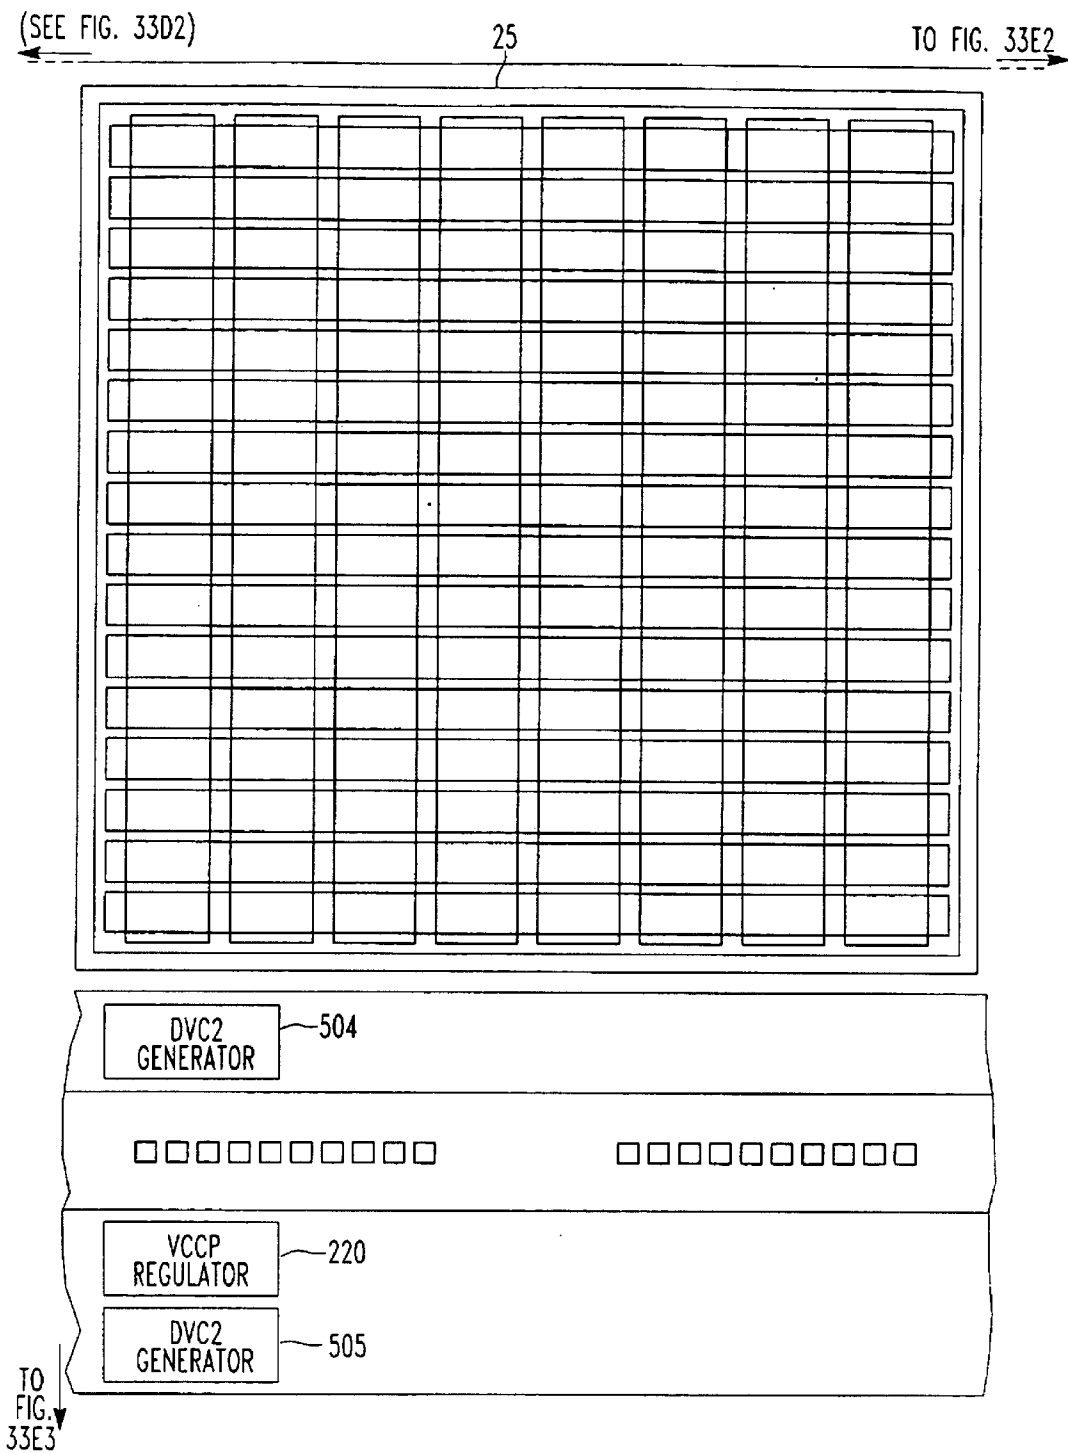 (SEE FIG. 33D2)
25
TO FIG. 33E2
DVC2
GENERATOR
504
VCCP
REGULATOR
220
DVC2
GENERATOR
505
TO
FIG.
33E3